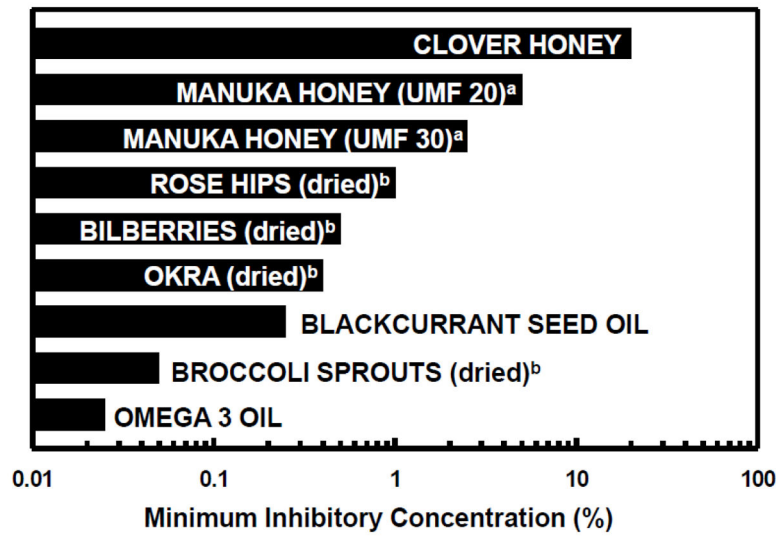 CLOVER HONEY
MANUKA HONEY (UMF 20)ᵃ
MANUKA HONEY (UMF 30)ᵃ
ROSE HIPS (dried)ᵇ
BILBERRIES (dried)ᵇ
OKRA (dried)ᵇ
BLACKCURRANT SEED OIL
BROCCOLI SPROUTS (dried)ᵇ
OMEGA 3 OIL
0.01 0.1 1 10 100
Minimum Inhibitory Concentration (%)